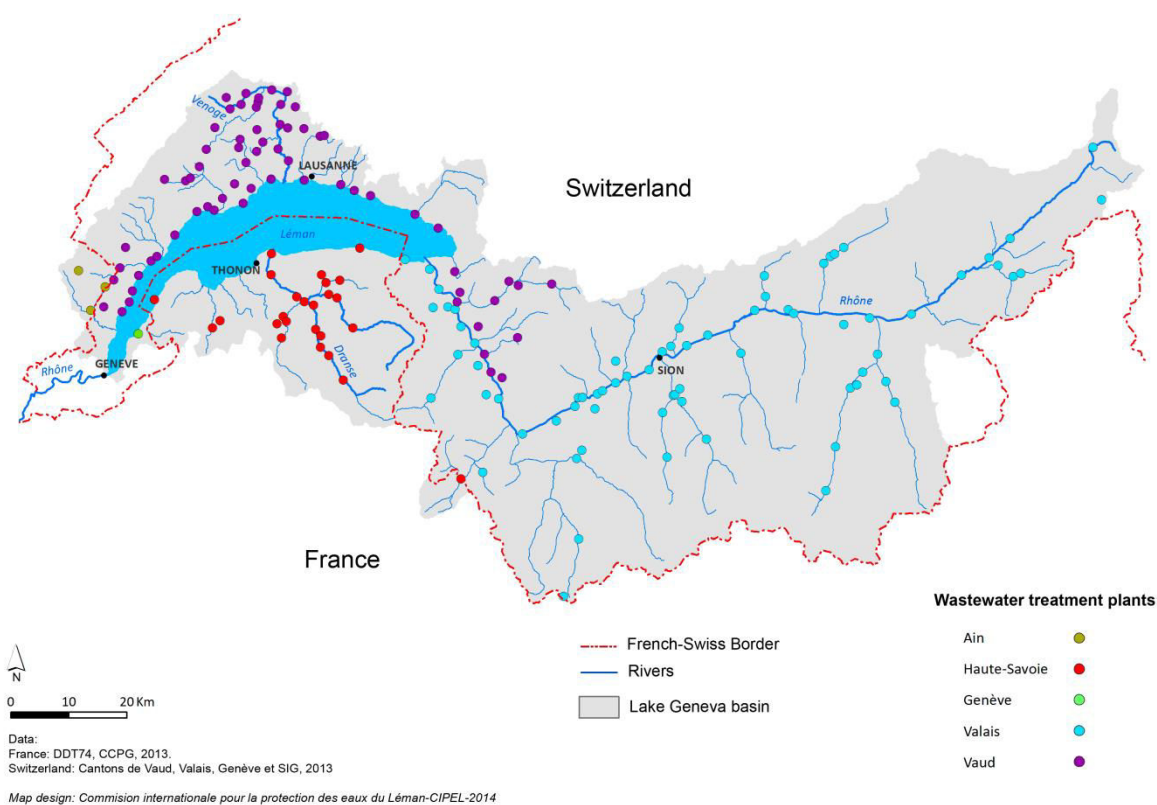 Venoge
LAUSANNE
Switzerland
Léman
THONON
Rhône
GENEVE
Rhône
SION
Dranse
France
Wastewater treatment plants
Ain
Haute-Savoie
Genève
Valais
Vaud
French-Swiss Border
Rivers
Lake Geneva basin
N
0 10 20 Km
Data:
France: DDT74, CCPG, 2013.
Switzerland: Cantons de Vaud, Valais, Genève et SIG, 2013
Map design: Commision internationale pour la protection des eaux du Léman-CIPEL-2014